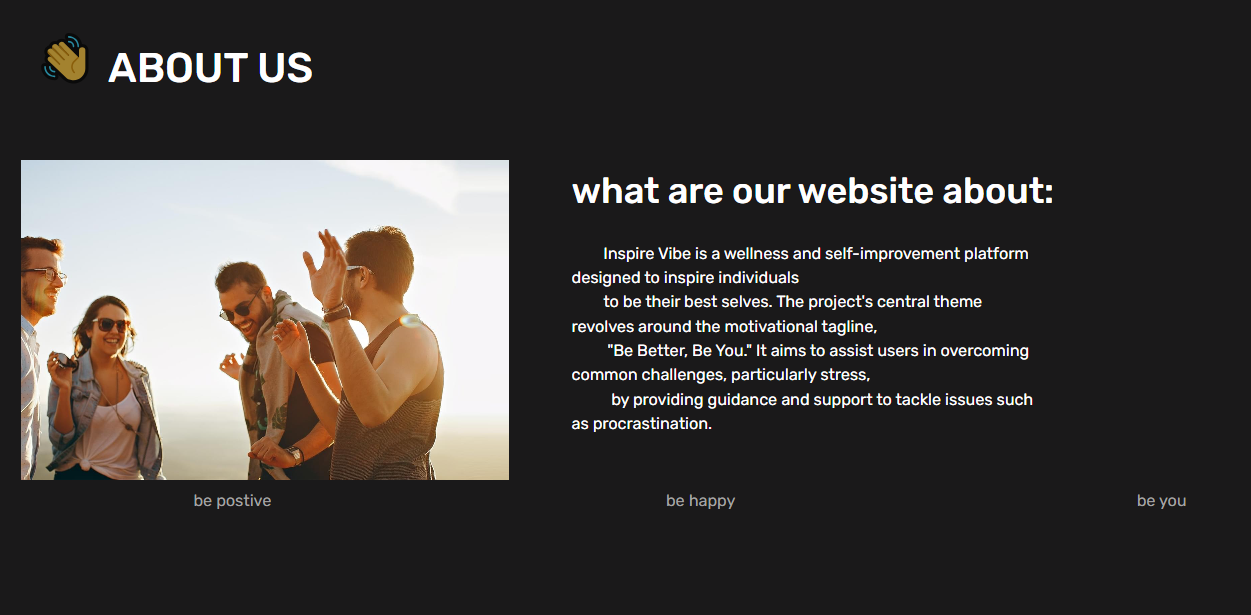 ABOUT US
what are our website about:
Inspire Vibe is a wellness and self-improvement platform
designed to inspire individuals
to be their best selves. The project's central theme
revolves around the motivational tagline,
"Be Better, Be You." It aims to assist users in overcoming
common challenges, particularly stress,
by providing guidance and support to tackle issues such
as procrastination.
be postive
be happy
be you